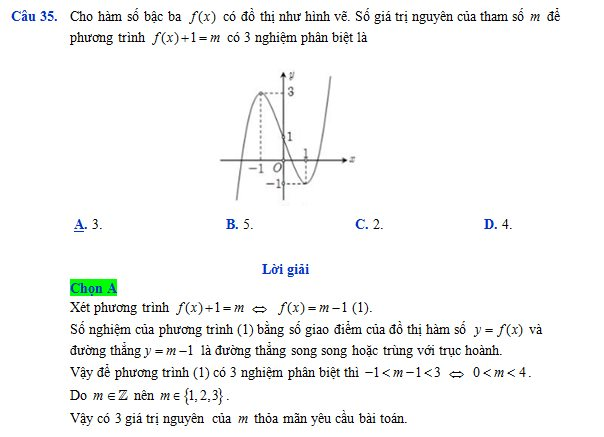 Câu 35. Cho hàm số bậc ba f(x) có đồ thị như hình vẽ. Số giá trị nguyên của tham số m để
phương trình f(x)+1=m có 3 nghiệm phân biệt là
y
3
1
1
-1 O x
-1
A. 3. B. 5. C. 2. D. 4.
Lời giải
Chọn A
Xét phương trình f(x)+1=m ⇔ f(x)=m−1 (1).
Số nghiệm của phương trình (1) bằng số giao điểm của đồ thị hàm số y=f(x) và
đường thẳng y=m−1 là đường thẳng song song hoặc trùng với trục hoành.
Vậy để phương trình (1) có 3 nghiệm phân biệt thì −1<m−1<3 ⇔ 0<m<4.
Do m∈ℤ nên m∈{1,2,3}.
Vậy có 3 giá trị nguyên của m thỏa mãn yêu cầu bài toán.